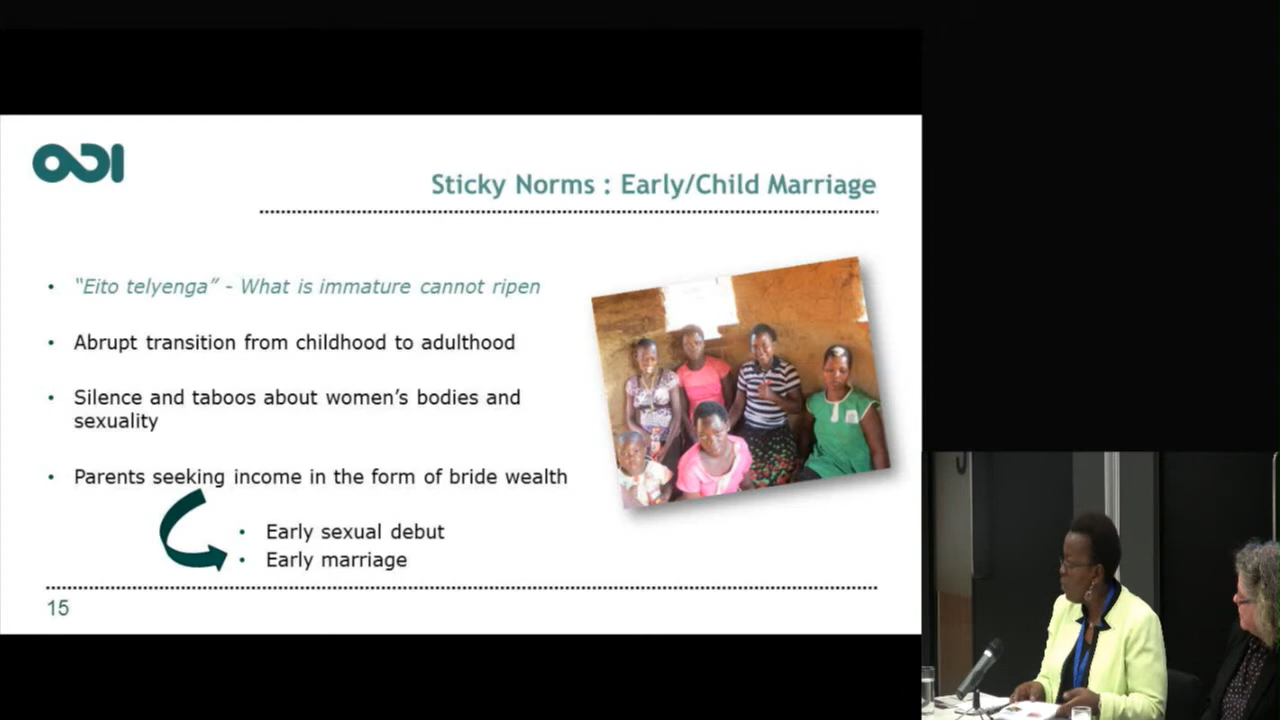 ODI
Sticky Norms : Early/Child Marriage
• “Eito telyenga” - What is immature cannot ripen
• Abrupt transition from childhood to adulthood
• Silence and taboos about women’s bodies and
sexuality
• Parents seeking income in the form of bride wealth
• Early sexual debut
• Early marriage
15